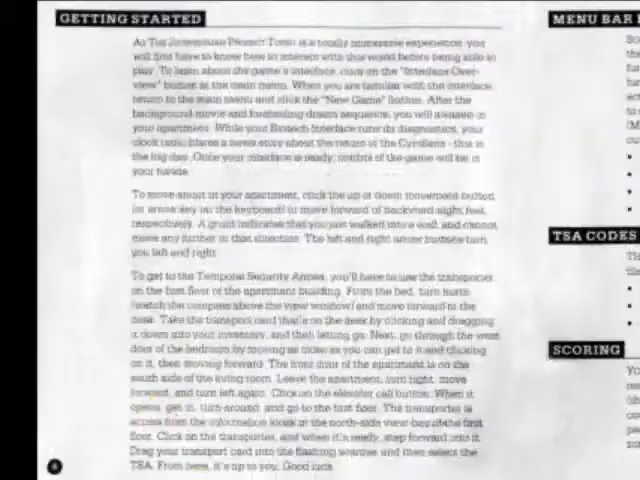 GETTING STARTED
As The Journeyman Project Turbo is a totally immersive experience, you
will first have to know how to interact with this world before being able to
play. To learn about the game's interface, click on the "Interface Over-
view" button at the main menu. When you are familiar with the interface,
return to the main menu and click the "New Game" button. After the
background movie and foreboding dream sequence, you will awaken in
your apartment. While your Biotech Interface runs its diagnostics, your
clock radio blares a news story about the return of the Cyrollans - this is
the big day. Once your interface is ready, control of the game will be in
your hands.
To move about in your apartment, click the up or down movement button
(or arrow key on the keyboard) to move forward or backward eight feet,
respectively. A grunt indicates that you just walked into a wall, and cannot
move any further in that direction. The left and right arrow buttons turn
you left and right.
To get to the Temporal Security Annex, you'll have to use the transporter
on the first floor of the apartment building. From the bed, turn north
(watch the compass above the view window) and move forward to the
desk. Take the transport card that's on the desk by clicking and dragging
it down into your inventory, and then letting go. Next, go through the west
door of the bedroom by moving as close as you can get to it and clicking
on it, then moving forward. The front door of the apartment is on the
south side of the living room. Leave the apartment, turn right, move
forward, and turn left again. Click on the elevator call button. When it
opens, get in, turn around, and go to the first floor. The transporter is
across from the information kiosk at the north-side view bay of the first
floor. Click on the transporter, and when it's ready, step forward into it.
Drag your transport card into the flashing scanner and then select the
TSA. From here, it's up to you. Good luck.
MENU BAR
TSA CODES
SCORING